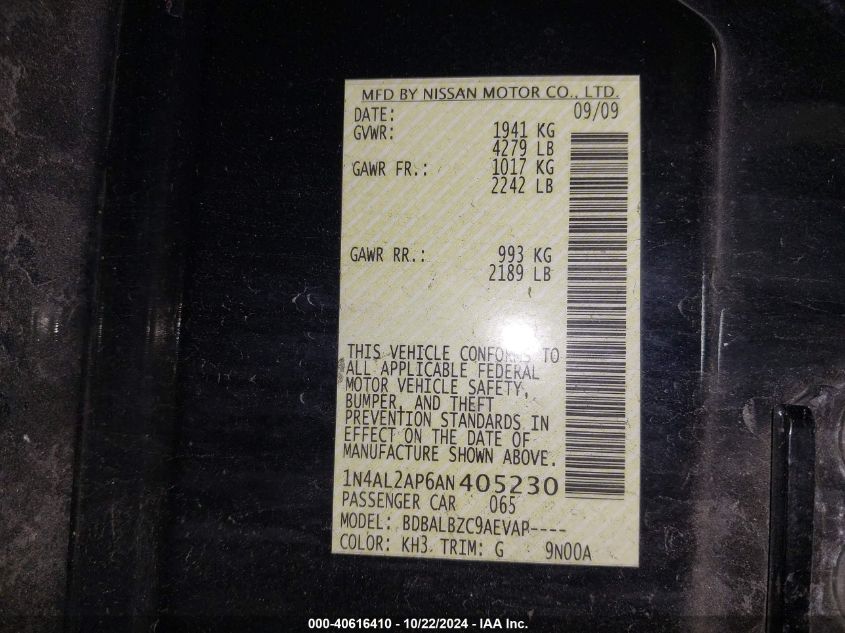 MFD BY NISSAN MOTOR CO., LTD.
DATE: 09/09
GVWR: 1941 KG
4279 LB
GAWR FR.: 1017 KG
2242 LB
GAWR RR.: 993 KG
2189 LB
THIS VEHICLE CONFORMS TO
ALL APPLICABLE FEDERAL
MOTOR VEHICLE SAFETY,
BUMPER, AND THEFT
PREVENTION STANDARDS IN
EFFECT ON THE DATE OF
MANUFACTURE SHOWN ABOVE.
1N4AL2AP6AN405230
PASSENGER CAR 065
MODEL: BDBALBZC9AEVAP----
COLOR: KH3 TRIM: G 9N00A
000-40616410 - 10/22/2024 - IAA Inc.